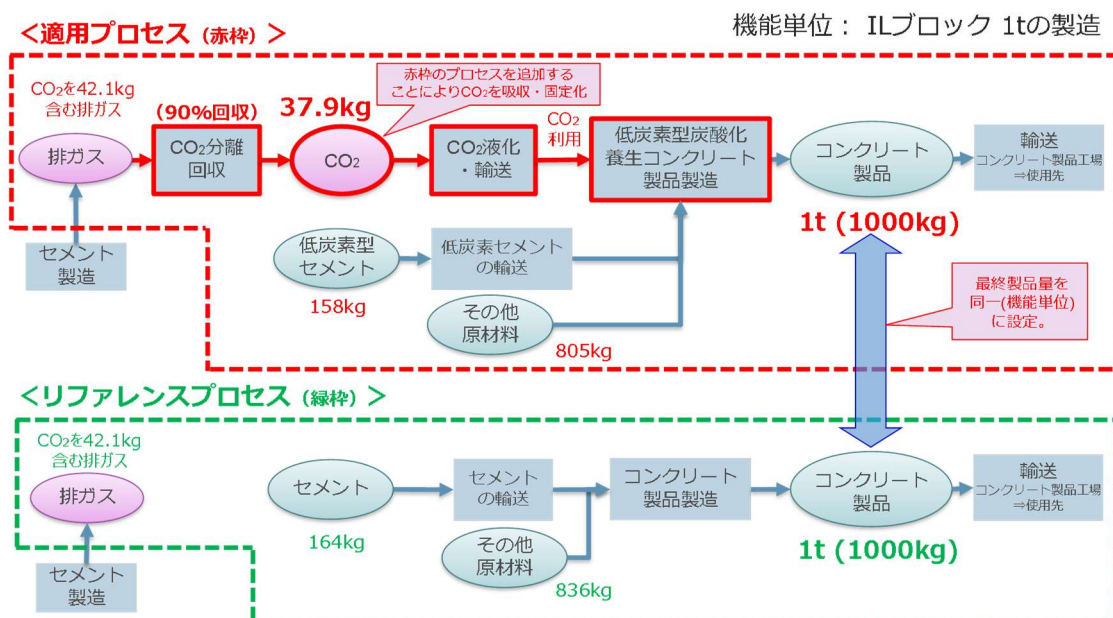 機能単位： ILブロック 1tの製造
＜適用プロセス（赤枠）＞
CO₂を42.1kg
含む排ガス
排ガス
(90%回収)
CO₂分離
回収
37.9kg
CO₂
赤枠のプロセスを追加する
ことによりCO₂を吸収・固定化
CO₂液化
・輸送
CO₂
利用
低炭素型炭酸化
養生コンクリート
製品製造
コンクリート
製品
1t (1000kg)
輸送
コンクリート製品工場
⇒使用先
セメント
製造
低炭素型
セメント
158kg
低炭素セメント
の輸送
その他
原材料
805kg
最終製品量を
同一(機能単位)
に設定。
＜リファレンスプロセス（緑枠）＞
CO₂を42.1kg
含む排ガス
排ガス
セメント
製造
セメント
164kg
セメント
の輸送
その他
原材料
836kg
コンクリート
製品製造
コンクリート
製品
1t (1000kg)
輸送
コンクリート製品工場
⇒使用先